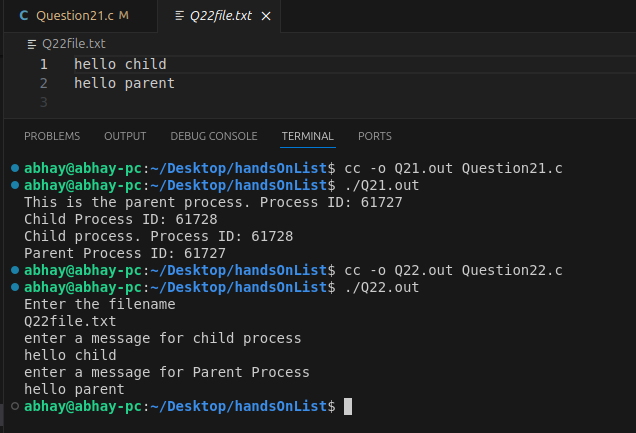 C Question21.c M Q22file.txt ×
Q22file.txt
1 hello child
2 hello parent
3
PROBLEMS OUTPUT DEBUG CONSOLE TERMINAL PORTS
abhay@abhay-pc:~/Desktop/handsOnList$ cc -o Q21.out Question21.c
abhay@abhay-pc:~/Desktop/handsOnList$ ./Q21.out
This is the parent process. Process ID: 61727
Child Process ID: 61728
Child process. Process ID: 61728
Parent Process ID: 61727
abhay@abhay-pc:~/Desktop/handsOnList$ cc -o Q22.out Question22.c
abhay@abhay-pc:~/Desktop/handsOnList$ ./Q22.out
Enter the filename
Q22file.txt
enter a message for child process
hello child
enter a message for Parent Process
hello parent
abhay@abhay-pc:~/Desktop/handsOnList$